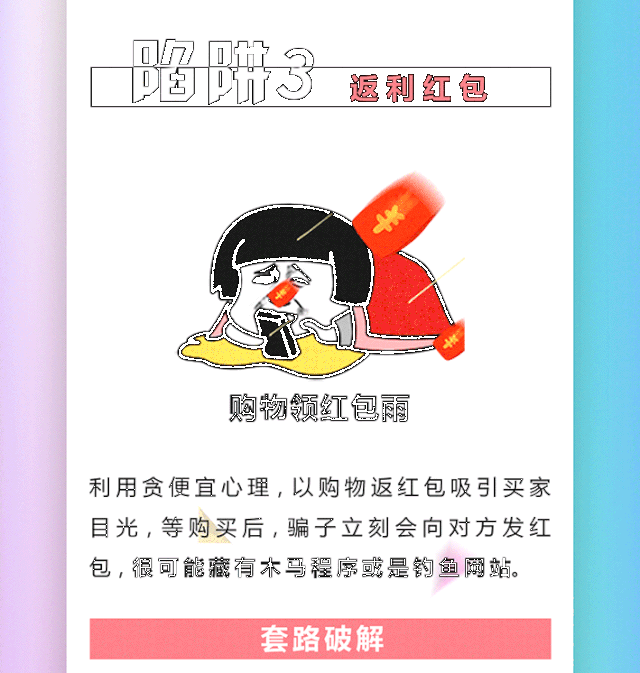 陷阱3 返利红包
购物领红包雨
利用贪便宜心理,以购物返红包吸引买家
目光,等购买后,骗子立刻会向对方发红
包,很可能藏有木马程序或是钓鱼网站。
套路破解